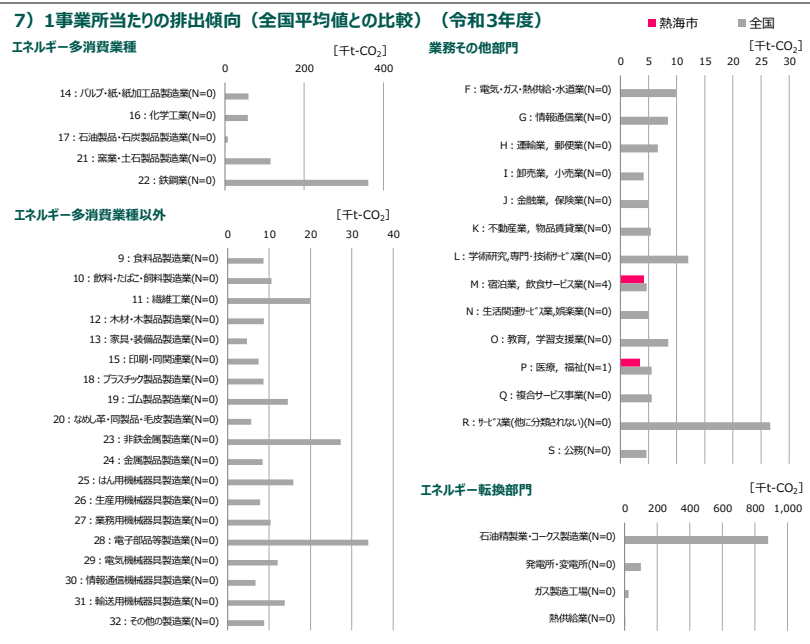 7）1事業所当たりの排出傾向（全国平均値との比較）（令和3年度）
■熱海市 ■全国
エネルギー多消費業種
[千t-CO₂]
0 200 400
14：パルプ・紙・紙加工品製造業(N=0)
16：化学工業(N=0)
17：石油製品・石炭製品製造業(N=0)
21：窯業・土石製品製造業(N=0)
22：鉄鋼業(N=0)
エネルギー多消費業種以外
[千t-CO₂]
0 10 20 30 40
9：食料品製造業(N=0)
10：飲料・たばこ・飼料製造業(N=0)
11：繊維工業(N=0)
12：木材・木製品製造業(N=0)
13：家具・装備品製造業(N=0)
15：印刷・同関連業(N=0)
18：プラスチック製品製造業(N=0)
19：ゴム製品製造業(N=0)
20：なめし革・同製品・毛皮製造業(N=0)
23：非鉄金属製造業(N=0)
24：金属製品製造業(N=0)
25：はん用機械器具製造業(N=0)
26：生産用機械器具製造業(N=0)
27：業務用機械器具製造業(N=0)
28：電子部品等製造業(N=0)
29：電気機械器具製造業(N=0)
30：情報通信機械器具製造業(N=0)
31：輸送用機械器具製造業(N=0)
32：その他の製造業(N=0)
業務その他部門
[千t-CO₂]
0 5 10 15 20 25 30
F：電気・ガス・熱供給・水道業(N=0)
G：情報通信業(N=0)
H：運輸業，郵便業(N=0)
I：卸売業，小売業(N=0)
J：金融業，保険業(N=0)
K：不動産業，物品賃貸業(N=0)
L：学術研究,専門・技術ｻｰﾋﾞｽ業(N=0)
M：宿泊業，飲食サービス業(N=4)
N：生活関連ｻｰﾋﾞｽ業,娯楽業(N=0)
O：教育，学習支援業(N=0)
P：医療，福祉(N=1)
Q：複合サービス事業(N=0)
R：ｻｰﾋﾞｽ業(他に分類されない)(N=0)
S：公務(N=0)
エネルギー転換部門
[千t-CO₂]
0 200 400 600 800 1,000
石油精製業・コークス製造業(N=0)
発電所・変電所(N=0)
ガス製造工場(N=0)
熱供給業(N=0)